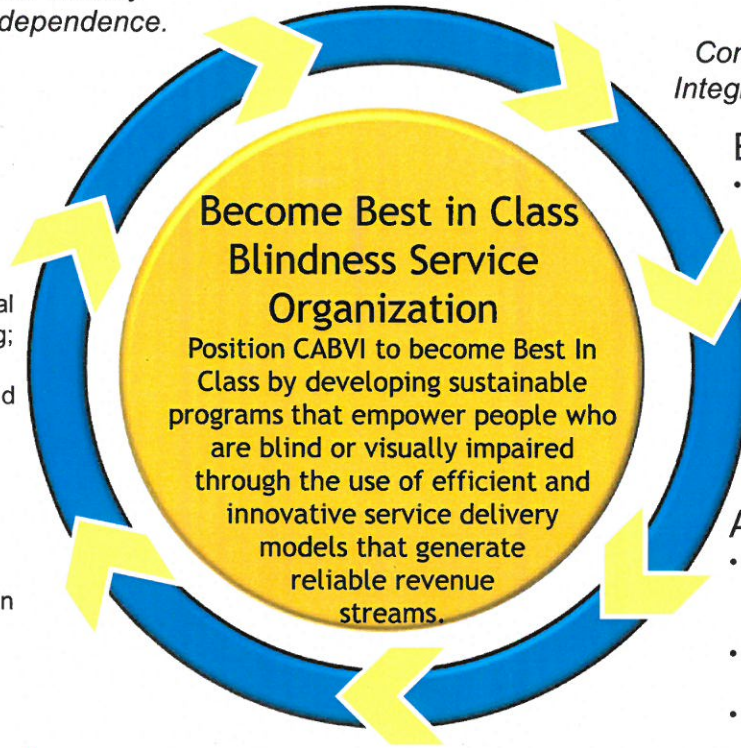 dependence.
Become Best in Class
Blindness Service
Organization
Position CABVI to become Best In
Class by developing sustainable
programs that empower people who
are blind or visually impaired
through the use of efficient and
innovative service delivery
models that generate
reliable revenue
streams.